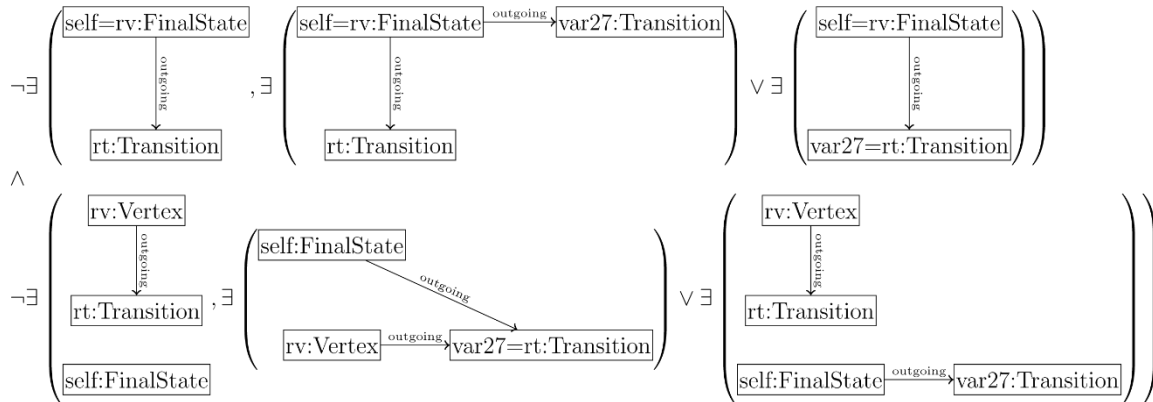 ¬∃ ( self=rv:FinalState outgoing rt:Transition , ∃ ( self=rv:FinalState outgoing var27:Transition outgoing rt:Transition ) ∨ ∃ ( self=rv:FinalState outgoing var27=rt:Transition ) )
∧
¬∃ ( rv:Vertex outgoing rt:Transition self:FinalState , ∃ ( self:FinalState outgoing rv:Vertex outgoing var27=rt:Transition ) ∨ ∃ ( rv:Vertex outgoing rt:Transition self:FinalState outgoing var27:Transition ) )